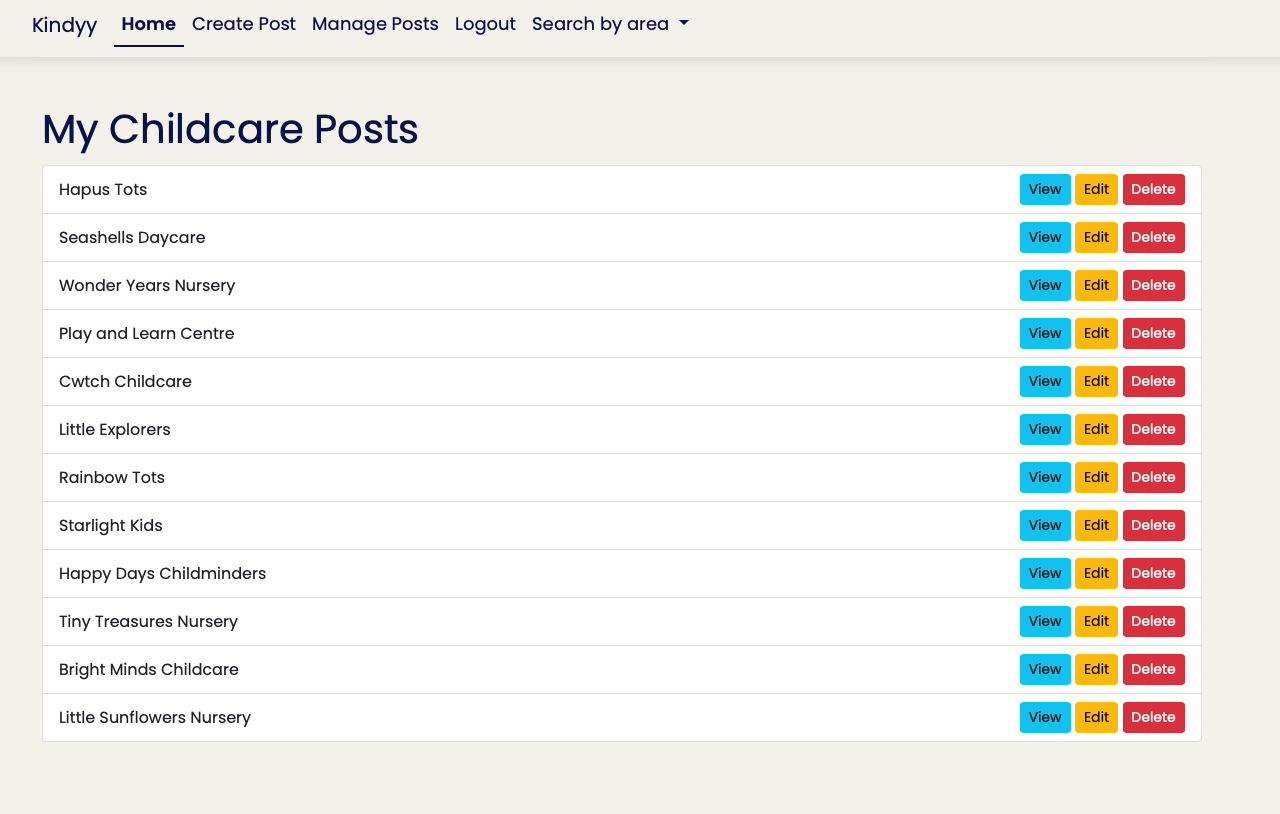 Kindyy Home Create Post Manage Posts Logout Search by area
My Childcare Posts
Hapus Tots View Edit Delete
Seashells Daycare View Edit Delete
Wonder Years Nursery View Edit Delete
Play and Learn Centre View Edit Delete
Cwtch Childcare View Edit Delete
Little Explorers View Edit Delete
Rainbow Tots View Edit Delete
Starlight Kids View Edit Delete
Happy Days Childminders View Edit Delete
Tiny Treasures Nursery View Edit Delete
Bright Minds Childcare View Edit Delete
Little Sunflowers Nursery View Edit Delete